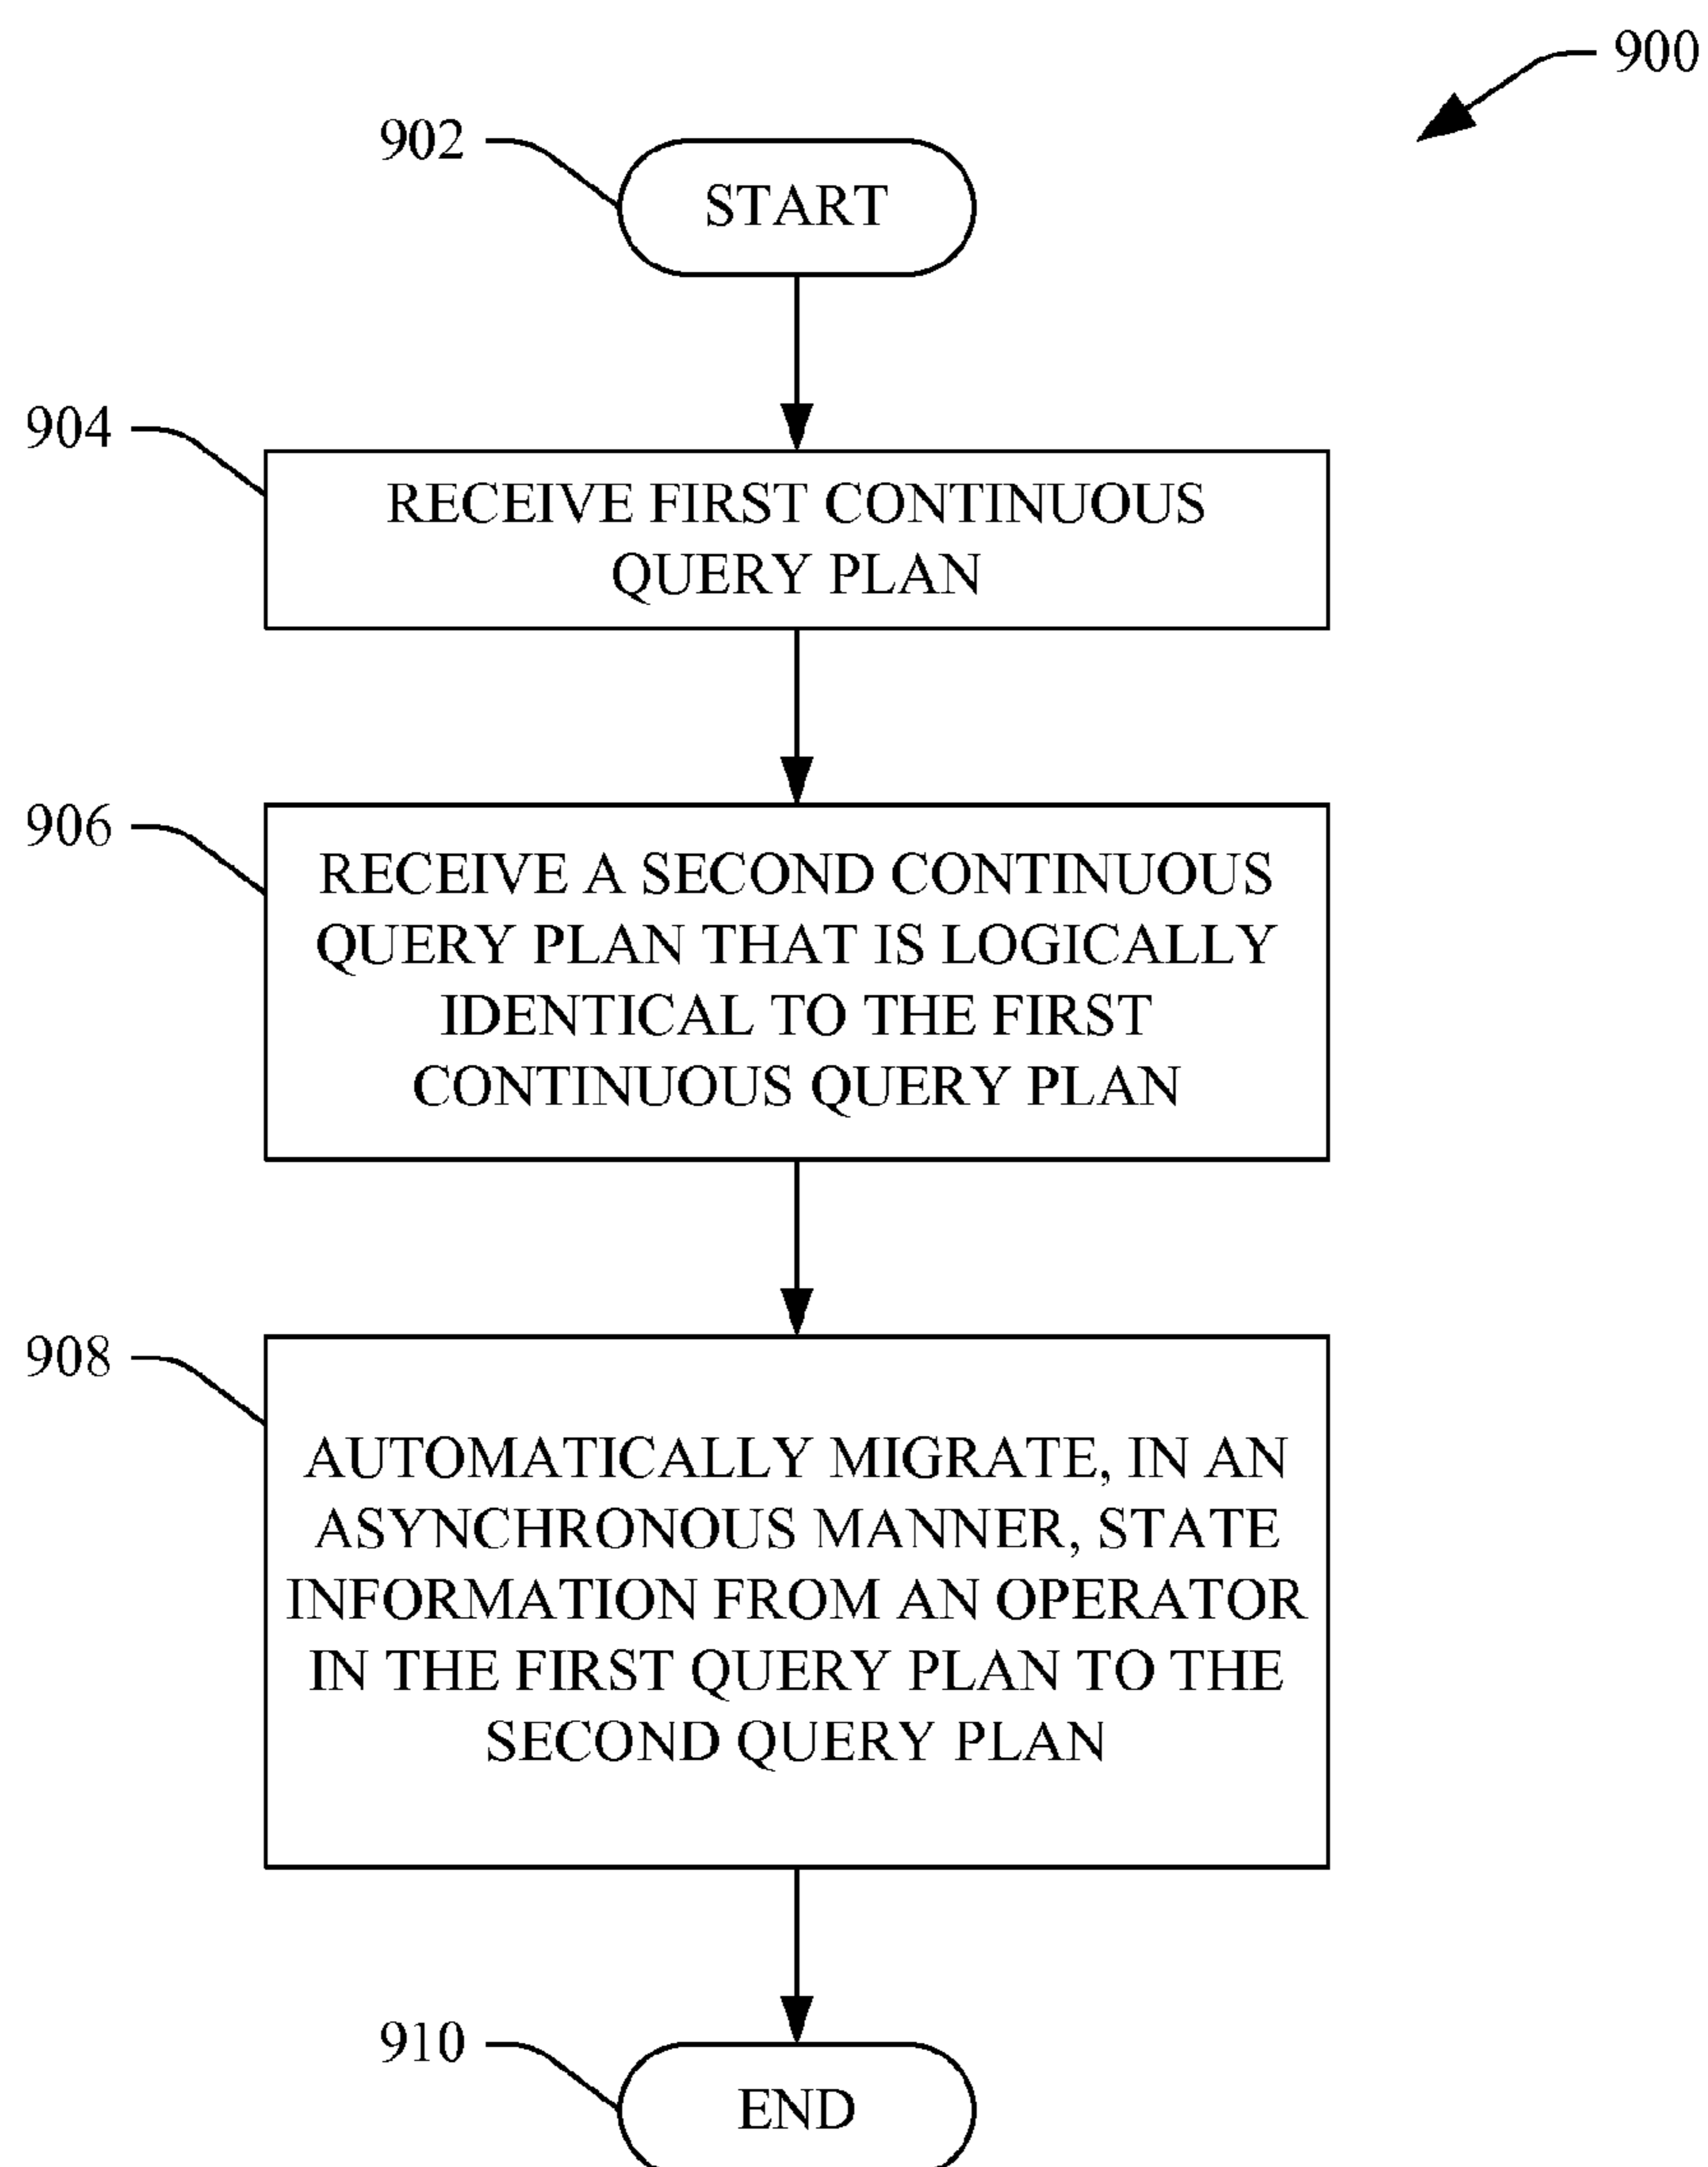 900
902
START
904
RECEIVE FIRST CONTINUOUS
QUERY PLAN
906
RECEIVE A SECOND CONTINUOUS
QUERY PLAN THAT IS LOGICALLY
IDENTICAL TO THE FIRST
CONTINUOUS QUERY PLAN
908
AUTOMATICALLY MIGRATE, IN AN
ASYNCHRONOUS MANNER, STATE
INFORMATION FROM AN OPERATOR
IN THE FIRST QUERY PLAN TO THE
SECOND QUERY PLAN
910
END